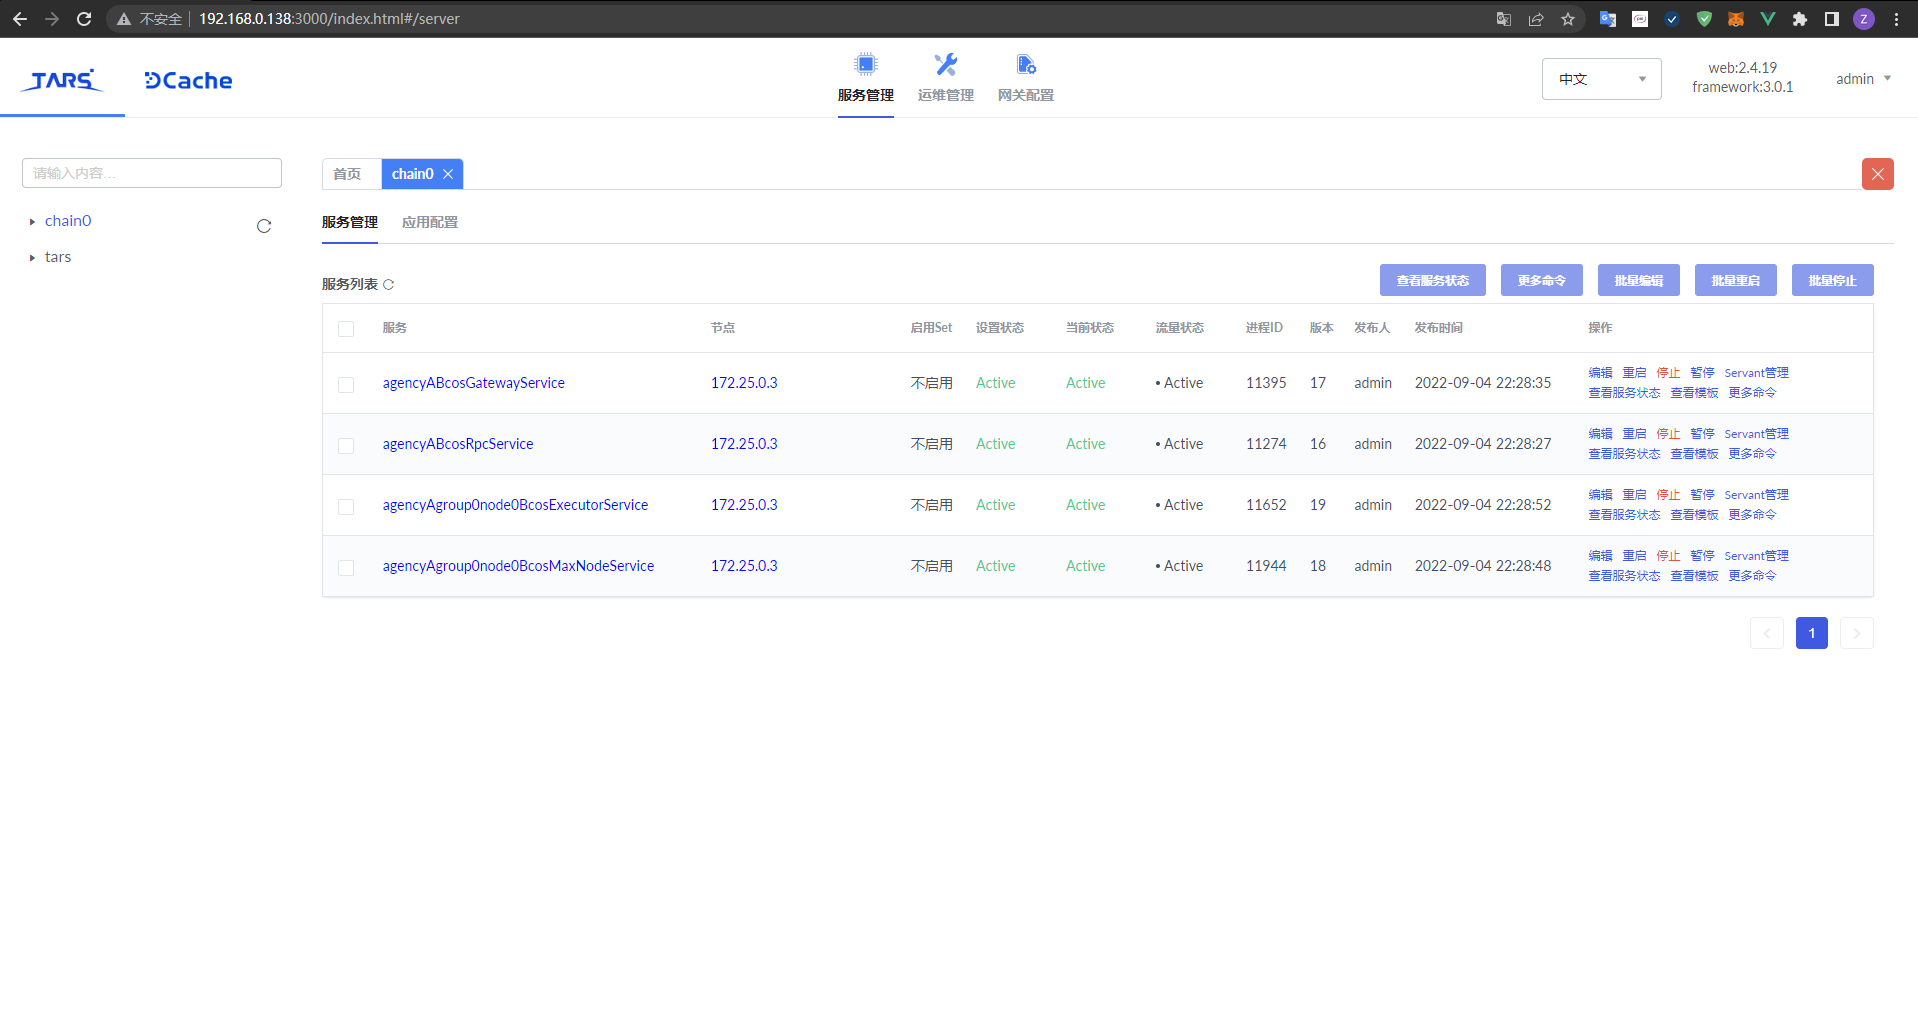 不安全 192.168.0.138:3000/index.html#/server
Z
TARS DCache
服务管理 运维管理 网关配置
中文
web:2.4.19
framework:3.0.1
admin
请输入内容...
chain0
tars
首页 chain0
服务管理 应用配置
服务列表
查看服务状态 更多命令 批量编辑 批量重启 批量停止
服务 节点 启用Set 设置状态 当前状态 流量状态 进程ID 版本 发布人 发布时间 操作
agencyABcosGatewayService 172.25.0.3 不启用 Active Active • Active 11395 17 admin 2022-09-04 22:28:35 编辑 重启 停止 暂停 Servant管理
查看服务状态 查看模板 更多命令
agencyABcosRpcService 172.25.0.3 不启用 Active Active • Active 11274 16 admin 2022-09-04 22:28:27 编辑 重启 停止 暂停 Servant管理
查看服务状态 查看模板 更多命令
agencyAgroup0node0BcosExecutorService 172.25.0.3 不启用 Active Active • Active 11652 19 admin 2022-09-04 22:28:52 编辑 重启 停止 暂停 Servant管理
查看服务状态 查看模板 更多命令
agencyAgroup0node0BcosMaxNodeService 172.25.0.3 不启用 Active Active • Active 11944 18 admin 2022-09-04 22:28:48 编辑 重启 停止 暂停 Servant管理
查看服务状态 查看模板 更多命令
1